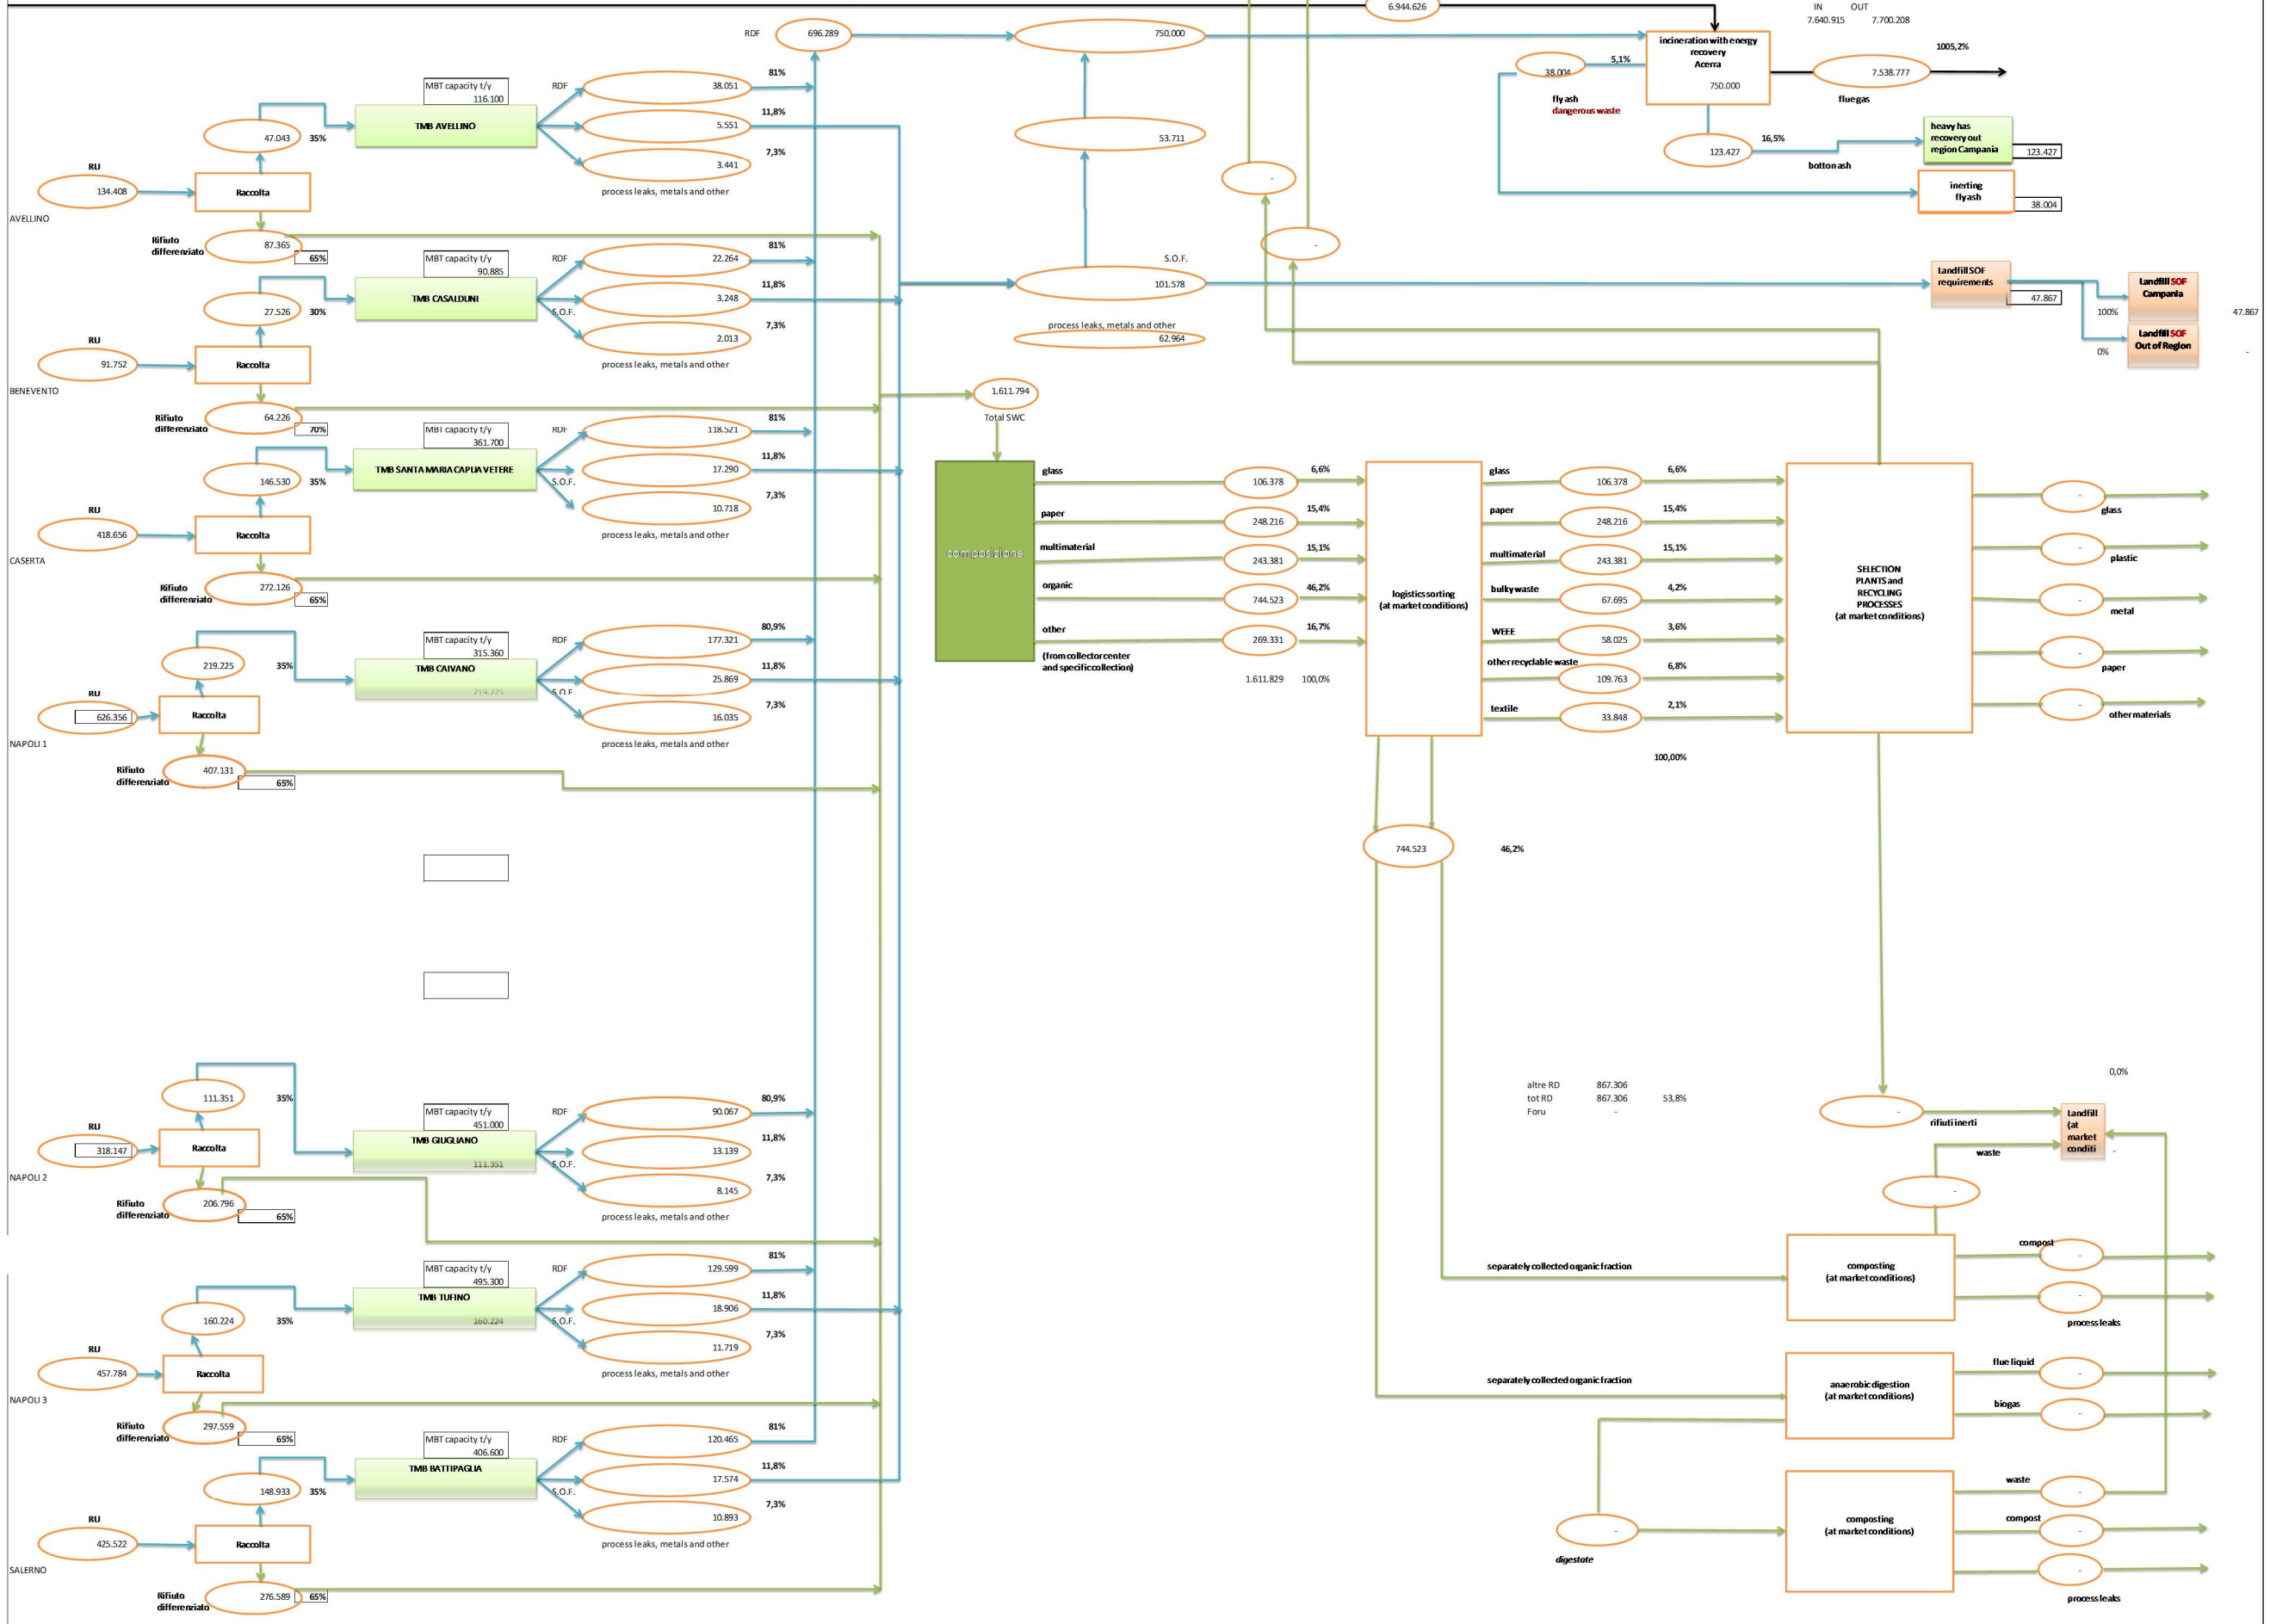 6.944.626
IN OUT
7.640.915 7.700.208
RDF 696.289 750.000
incineration with energy
recovery
Acerra
750.000
1005,2%
5,1%
38.004
fly ash
dangerous waste
7.538.777
flue gas
53.711
123.427
16,5%
botton ash
heavy has
recovery out
region Campania
123.427
inerting
fly ash
38.004
MBT capacity t/y
116.100
TMB AVELLINO
RDF
38.051
81%
5.551
11,8%
3.441
7,3%
process leaks, metals and other
47.043 35%
RU
134.408
Raccolta
AVELLINO
Rifiuto
differenziato
87.365
65%
MBT capacity t/y
90.885
TMB CASALDUNI
RDF
S.O.F.
22.264
81%
3.248
11,8%
2.013
7,3%
process leaks, metals and other
27.526 30%
RU
91.752
Raccolta
BENEVENTO
Rifiuto
differenziato
64.226
70%
S.O.F.
101.578
process leaks, metals and other
62.964
-
-
Landfill SOF
requirements
47.867
Landfill SOF
Campania
100%
47.867
Landfill SOF
Out of Region
0%
-
MBT capacity t/y
361.700
TMB SANTA MARIA CAPUA VETERE
RDF
S.O.F.
118.521
81%
17.290
11,8%
10.718
7,3%
process leaks, metals and other
146.530 35%
RU
418.656
Raccolta
CASERTA
Rifiuto
differenziato
272.126
65%
MBT capacity t/y
315.360
TMB CAIVANO
219.225
RDF
S.O.F.
177.321
80,9%
25.869
11,8%
16.035
7,3%
process leaks, metals and other
219.225 35%
RU
626.356
Raccolta
NAPOLI 1
Rifiuto
differenziato
407.131
65%
1.611.794
Total SWC
composizione
glass 106.378 6,6%
paper 248.216 15,4%
multimaterial 243.381 15,1%
organic 744.523 46,2%
other 269.331 16,7%
(from collector center
and specific collection)
1.611.829 100,0%
logistics sorting
(at market conditions)
glass 106.378 6,6%
paper 248.216 15,4%
multimaterial 243.381 15,1%
bulky waste 67.695 4,2%
WEEE 58.025 3,6%
other recyclable waste 109.763 6,8%
textile 33.848 2,1%
100,00%
SELECTION
PLANTS and
RECYCLING
PROCESSES
(at market conditions)
-
glass
-
plastic
-
metal
-
paper
-
other materials
744.523 46,2%
MBT capacity t/y
451.000
TMB GIUGLIANO
111.351
RDF
S.O.F.
90.067
80,9%
13.139
11,8%
8.145
7,3%
process leaks, metals and other
111.351 35%
RU
318.147
Raccolta
NAPOLI 2
Rifiuto
differenziato
206.796
65%
altre RD 867.306
tot RD 867.306 53,8%
Foru -
0,0%
-
rifiuti inerti
waste
Landfill
(at
market
conditi
-
-
MBT capacity t/y
495.300
TMB TUFINO
160.224
RDF
S.O.F.
129.599
81%
18.906
11,8%
11.719
7,3%
process leaks, metals and other
160.224 35%
RU
457.784
Raccolta
NAPOLI 3
Rifiuto
differenziato
297.559
65%
MBT capacity t/y
406.600
TMB BATTIPAGLIA
RDF
S.O.F.
120.465
81%
17.574
11,8%
10.893
7,3%
process leaks, metals and other
148.933 35%
RU
425.522
Raccolta
SALERNO
Rifiuto
differenziato
276.589 65%
separately collected organic fraction
composting
(at market conditions)
compost -
-
process leaks
separately collected organic fraction
anaerobic digestion
(at market conditions)
flue liquid -
biogas -
-
digestate
composting
(at market conditions)
waste -
compost -
-
process leaks